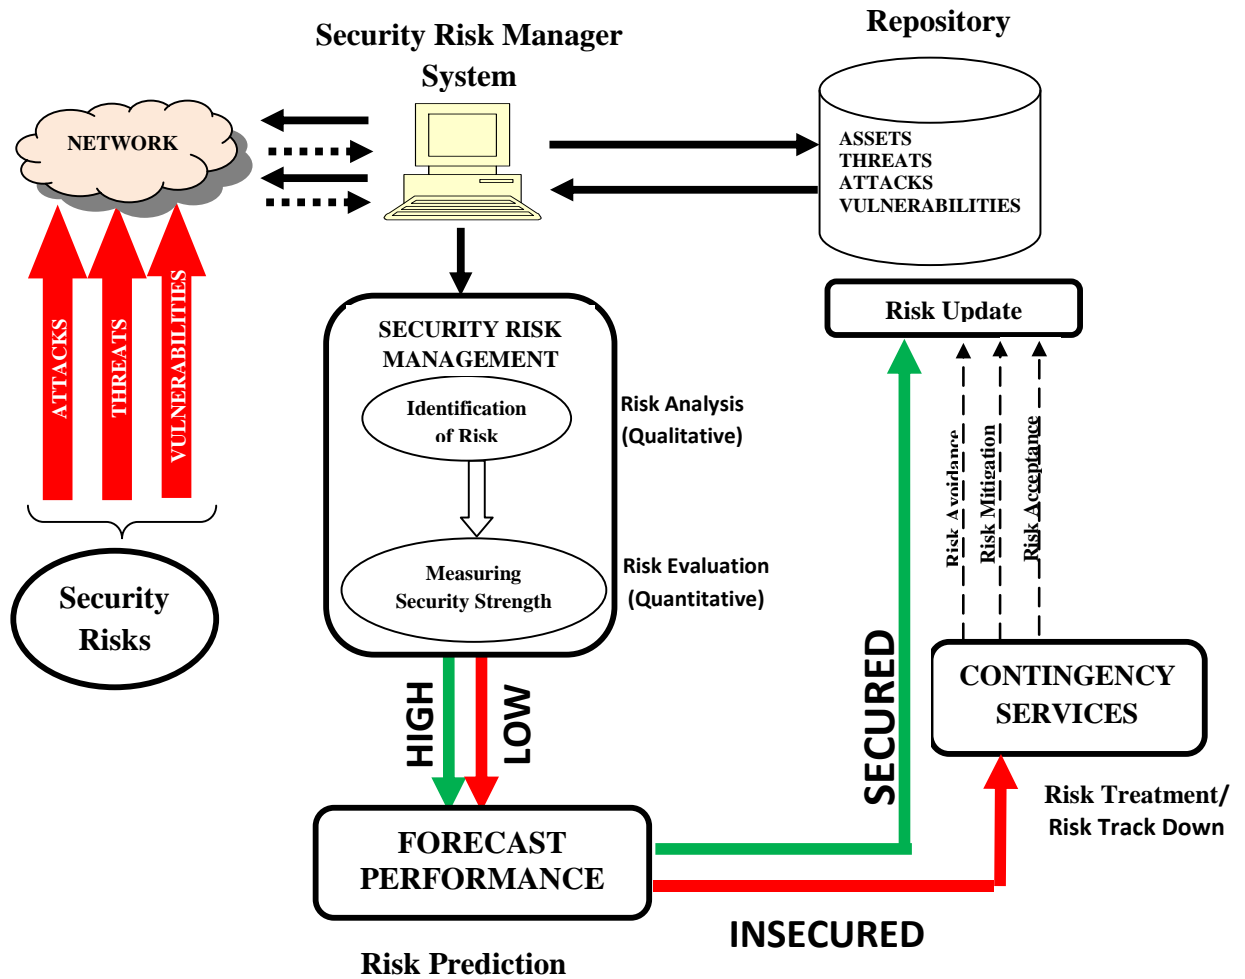 Security Risk Manager
System
Repository
NETWORK
ASSETS
THREATS
ATTACKS
VULNERABILITIES
ATTACKS
THREATS
VULNERABILITIES
Security
Risks
SECURITY RISK
MANAGEMENT
Identification
of Risk
Risk Analysis
(Qualitative)
Measuring
Security Strength
Risk Evaluation
(Quantitative)
Risk Update
Risk Avoidance
Risk Mitigation
Risk Acceptance
HIGH
LOW
SECURED
CONTINGENCY
SERVICES
Risk Treatment/
Risk Track Down
FORECAST
PERFORMANCE
INSECURED
Risk Prediction